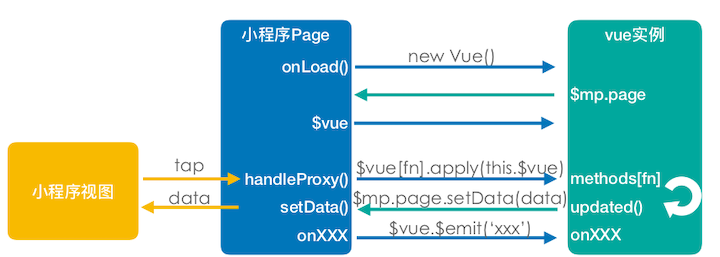 小程序Page
vue实例
onLoad()
new Vue()
$mp.page
$vue
小程序视图
tap
handleProxy()
$vue[fn].apply(this.$vue)
methods[fn]
data
setData()
$mp.page.setData(data)
updated()
onXXX
$vue.$emit(‘xxx’)
onXXX